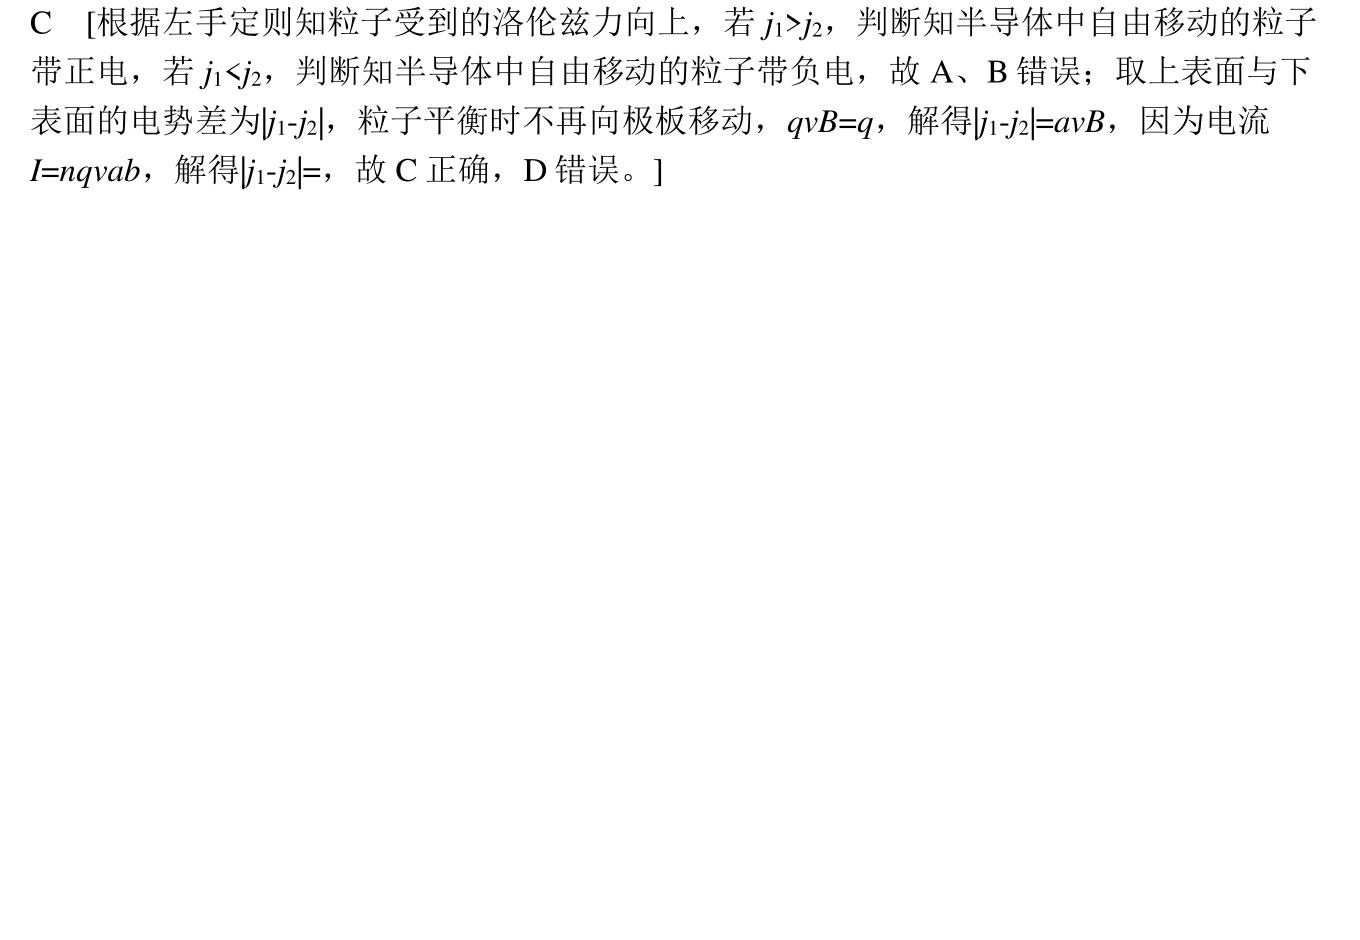 C [根据左手定则知粒子受到的洛伦兹力向上，若 j₁>j₂，判断知半导体中自由移动的粒子
带正电，若 j₁<j₂，判断知半导体中自由移动的粒子带负电，故 A、B 错误；取上表面与下
表面的电势差为|j₁-j₂|，粒子平衡时不再向极板移动，qvB=q，解得|j₁-j₂|=avB，因为电流
I=nqvab，解得|j₁-j₂|=，故 C 正确，D 错误。]